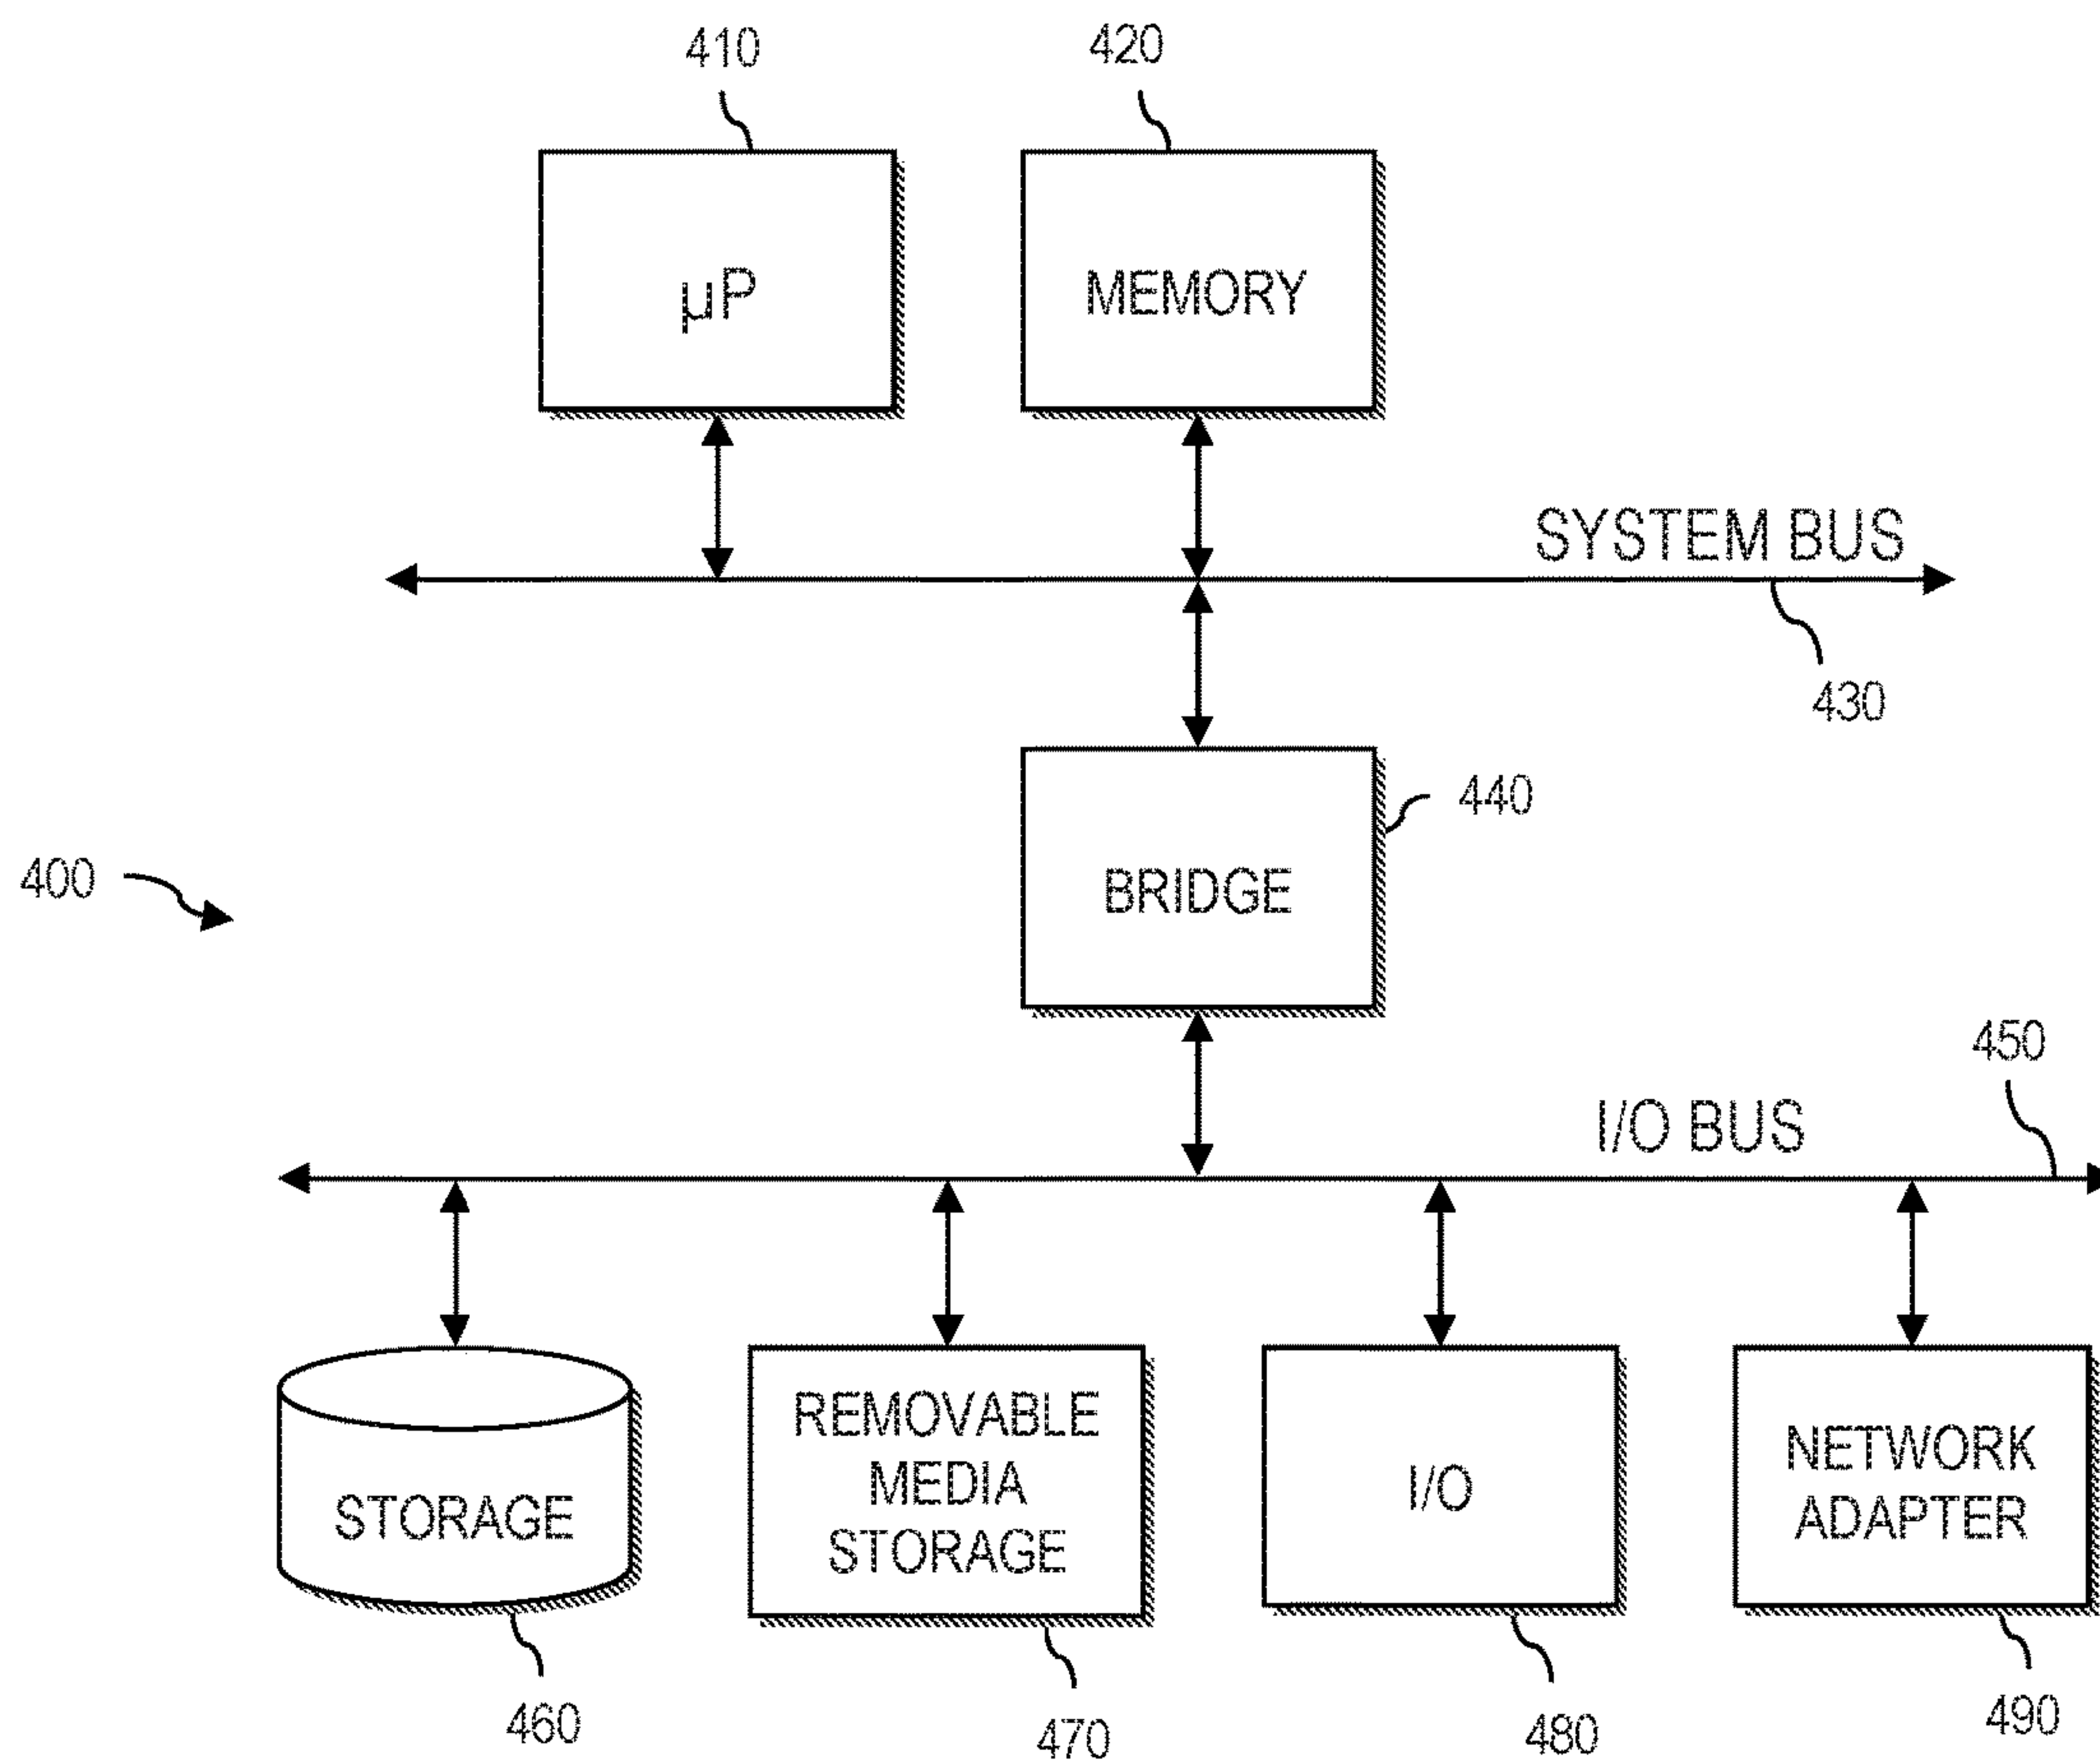 410
420
µP
MEMORY
SYSTEM BUS
430
440
BRIDGE
400
450
I/O BUS
REMOVABLE
MEDIA
STORAGE
STORAGE
I/O
NETWORK
ADAPTER
460
470
480
490